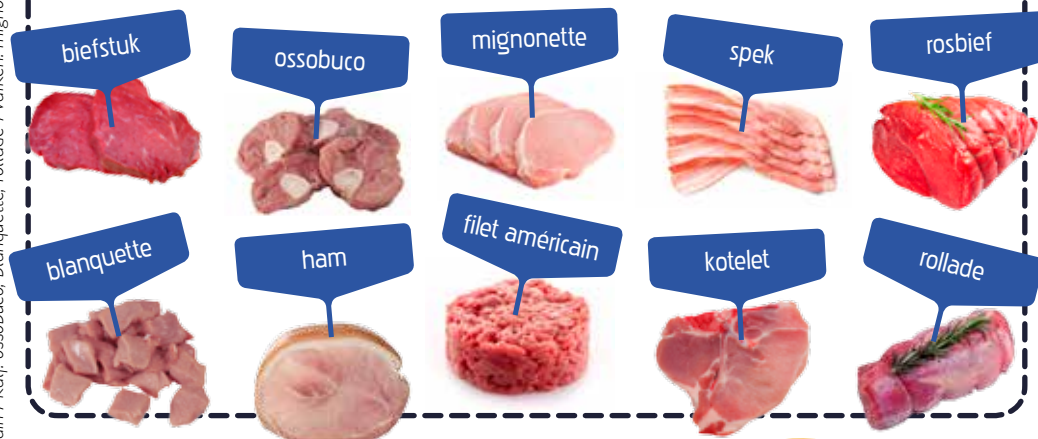 biefstuk
ossobuco
mignonette
spek
rosbief
blanquette
ham
filet américain
kotelet
rollade